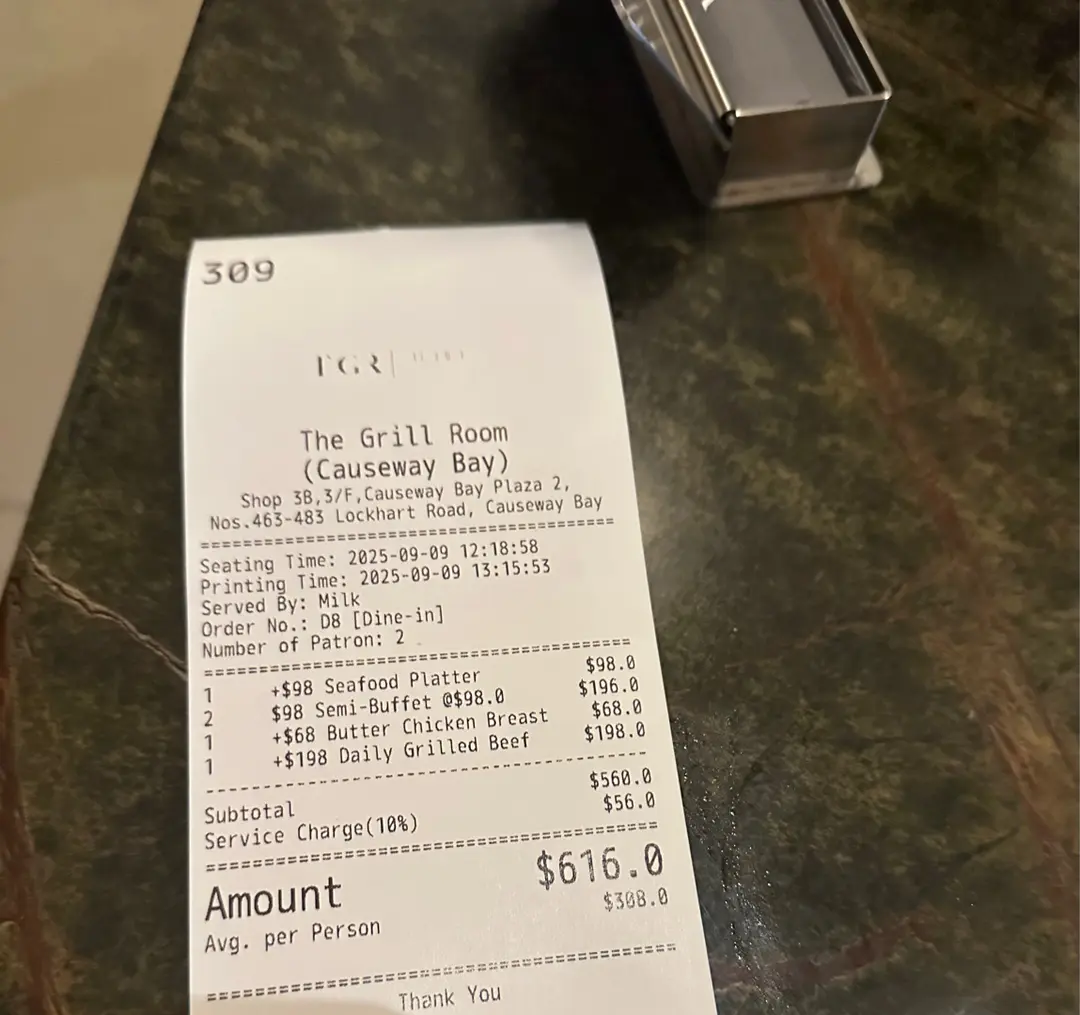 309
TGR
The Grill Room
(Causeway Bay)
Shop 3B,3/F,Causeway Bay Plaza 2,
Nos.463-483 Lockhart Road, Causeway Bay
Seating Time: 2025-09-09 12:18:58
Printing Time: 2025-09-09 13:15:53
Served By: Milk
Order No.: D8 [Dine-in]
Number of Patron: 2
1 +$98 Seafood Platter $98.0
2 $98 Semi-Buffet @$98.0 $196.0
1 +$68 Butter Chicken Breast $68.0
1 +$198 Daily Grilled Beef $198.0
Subtotal $560.0
Service Charge(10%) $56.0
Amount $616.0
Avg. per Person $308.0
Thank You